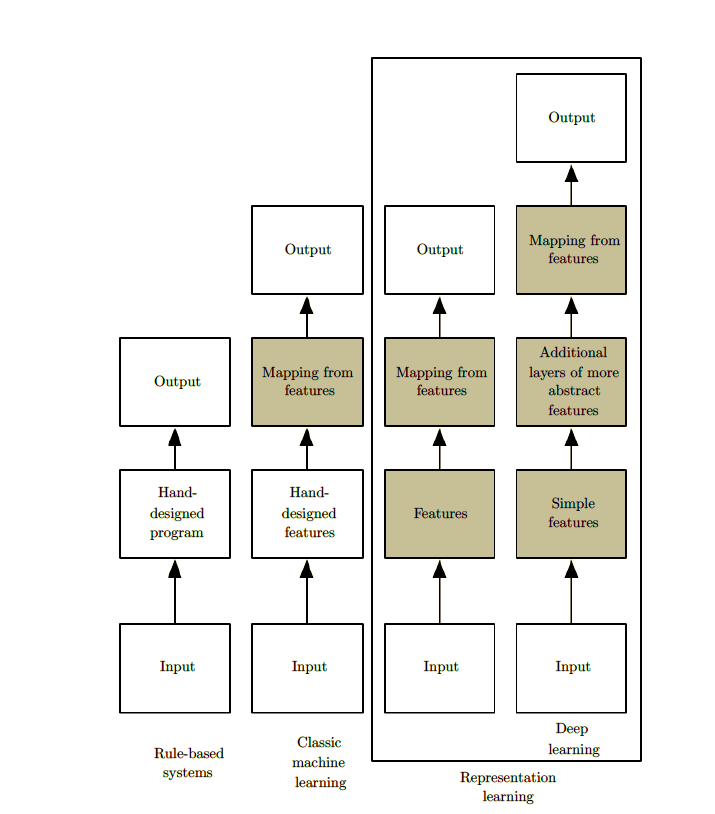 Output
Mapping from
features
Output
Output
Additional
layers of more
abstract
features
Mapping from
features
Mapping from
features
Output
Simple
features
Features
Hand-
designed
features
Hand-
designed
program
Input
Input
Input
Input
Rule-based
systems
Classic
machine
learning
Deep
learning
Representation
learning